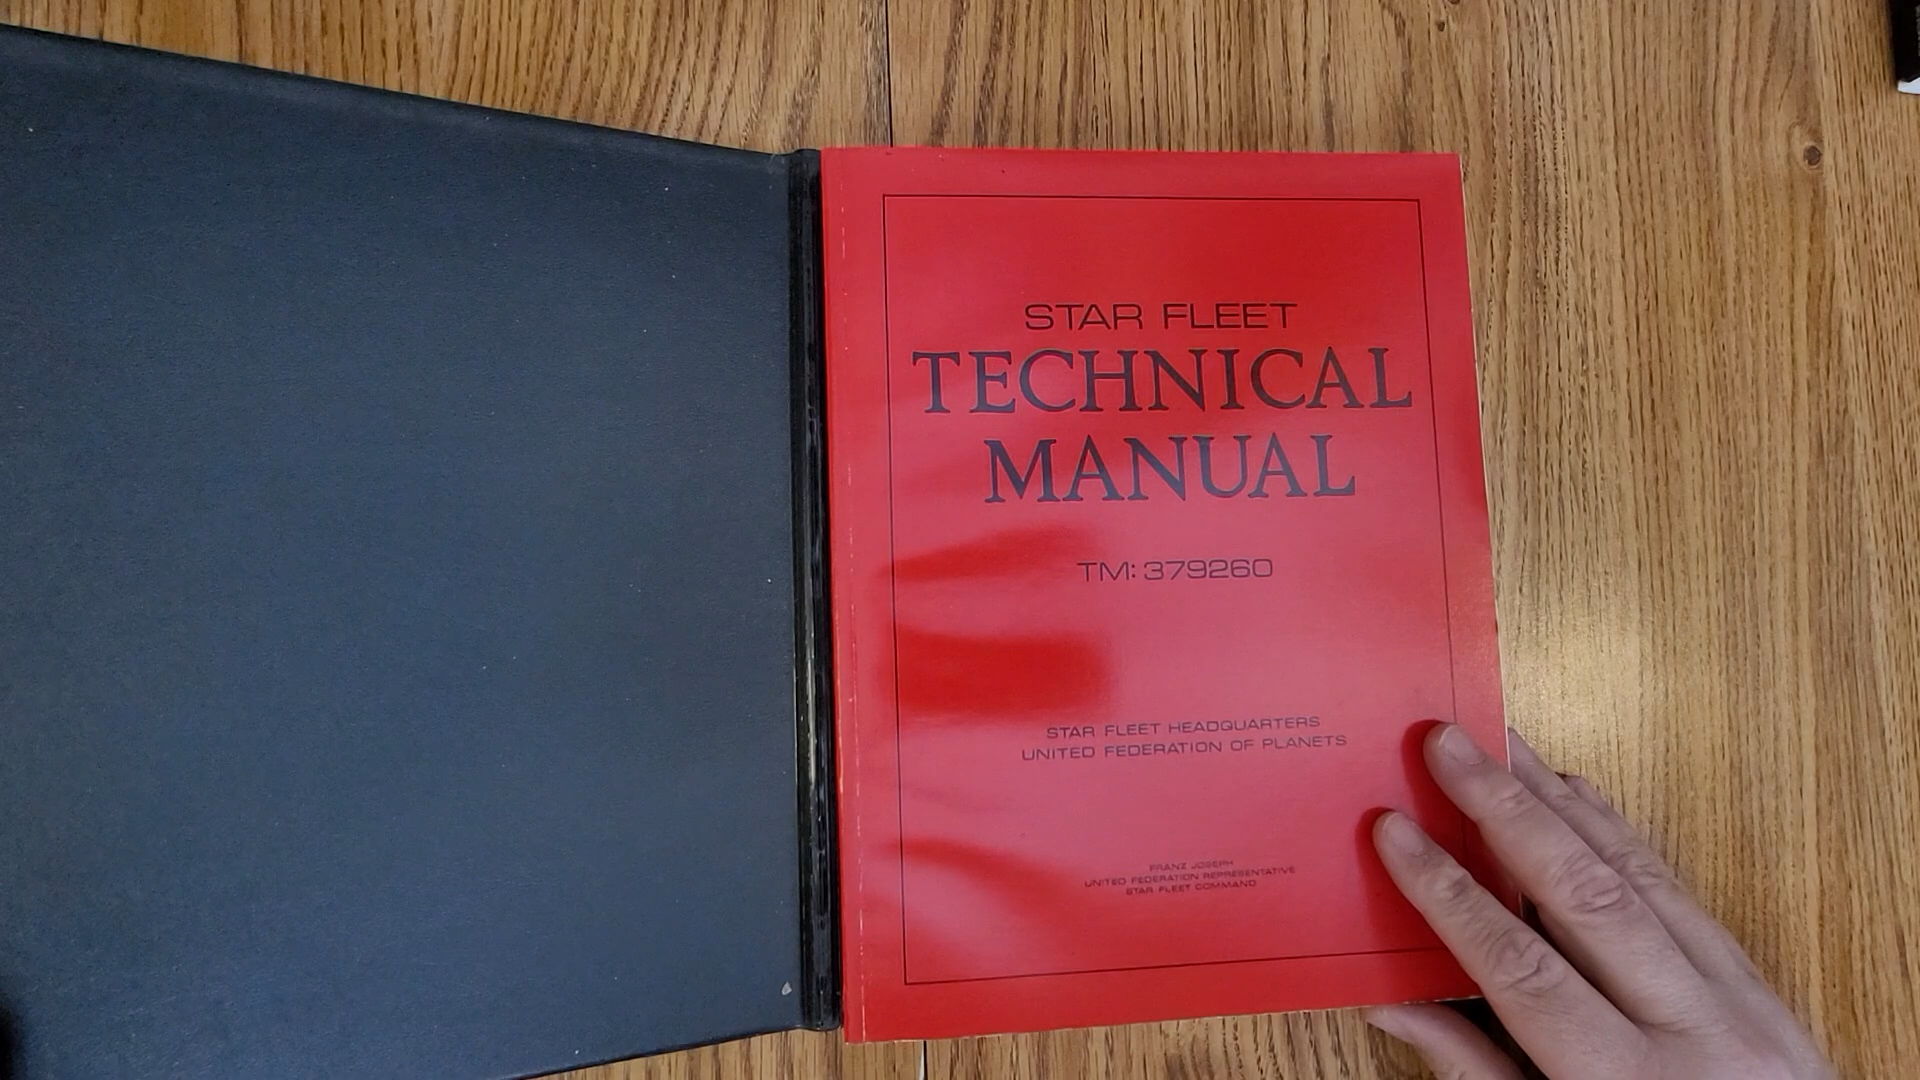 STAR FLEET
TECHNICAL
MANUAL
TM: 379260
STAR FLEET HEADQUARTERS
UNITED FEDERATION OF PLANETS
FRANZ JOSEPH
UNITED FEDERATION REPRESENTATIVE
STAR FLEET COMMAND